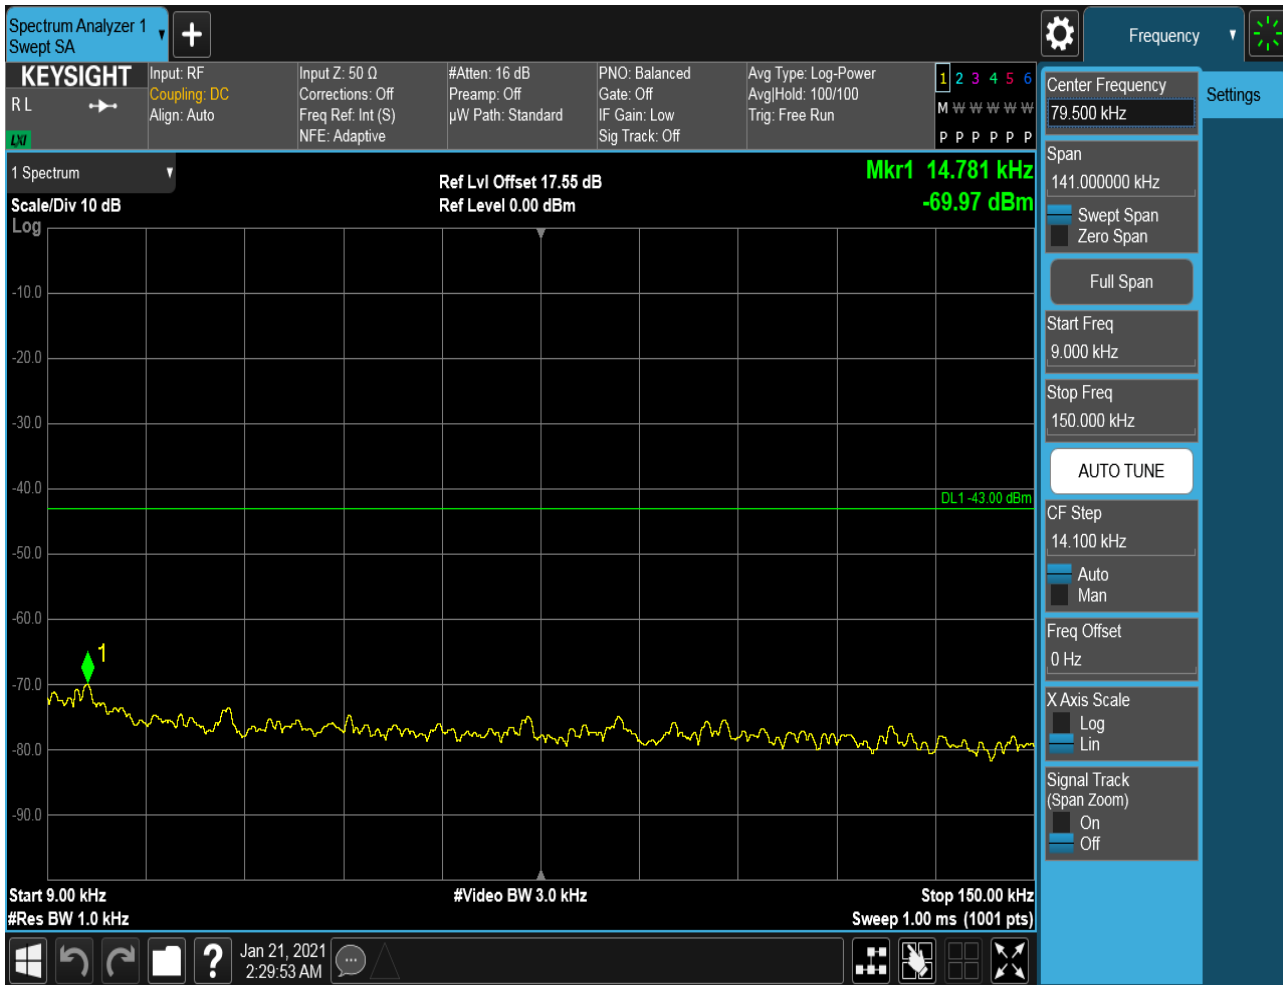 Spectrum Analyzer 1
Swept SA
Frequency
KEYSIGHT
R L
LXI
Input: RF
Coupling: DC
Align: Auto
Input Z: 50 Ω
Corrections: Off
Freq Ref: Int (S)
NFE: Adaptive
#Atten: 16 dB
Preamp: Off
µW Path: Standard
PNO: Balanced
Gate: Off
IF Gain: Low
Sig Track: Off
Avg Type: Log-Power
Avg|Hold: 100/100
Trig: Free Run
1 2 3 4 5 6
M W W W W W
P P P P P P
1 Spectrum
Scale/Div 10 dB
Log
Ref Lvl Offset 17.55 dB
Ref Level 0.00 dBm
Mkr1 14.781 kHz
-69.97 dBm
-10.0
-20.0
-30.0
-40.0
DL1 -43.00 dBm
-50.0
-60.0
1
-70.0
-80.0
-90.0
Start 9.00 kHz
#Video BW 3.0 kHz
Stop 150.00 kHz
#Res BW 1.0 kHz
Sweep 1.00 ms (1001 pts)
?
Jan 21, 2021
2:29:53 AM
Center Frequency
79.500 kHz
Settings
Span
141.000000 kHz
Swept Span
Zero Span
Full Span
Start Freq
9.000 kHz
Stop Freq
150.000 kHz
AUTO TUNE
CF Step
14.100 kHz
Auto
Man
Freq Offset
0 Hz
X Axis Scale
Log
Lin
Signal Track
(Span Zoom)
On
Off